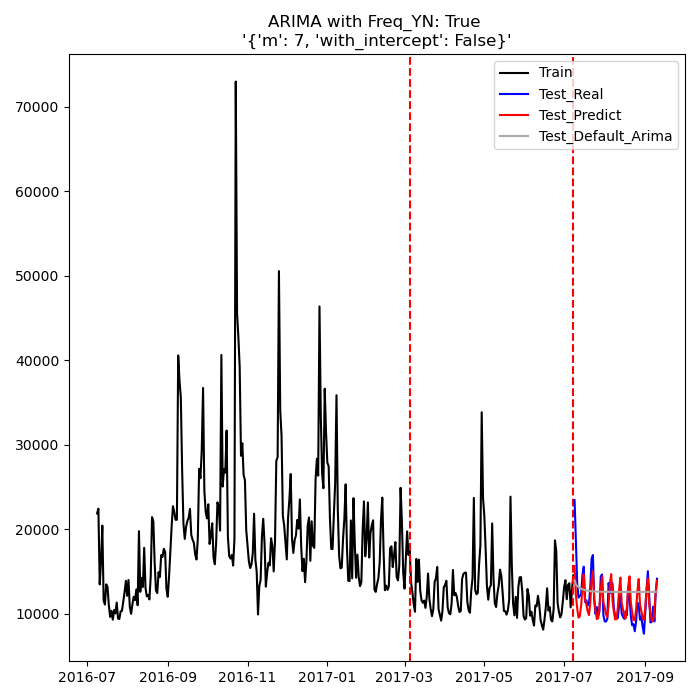 ARIMA with Freq_YN: True
'{'m': 7, 'with_intercept': False}'
Train
Test_Real
Test_Predict
Test_Default_Arima
70000
60000
50000
40000
30000
20000
10000
2016-07 2016-09 2016-11 2017-01 2017-03 2017-05 2017-07 2017-09